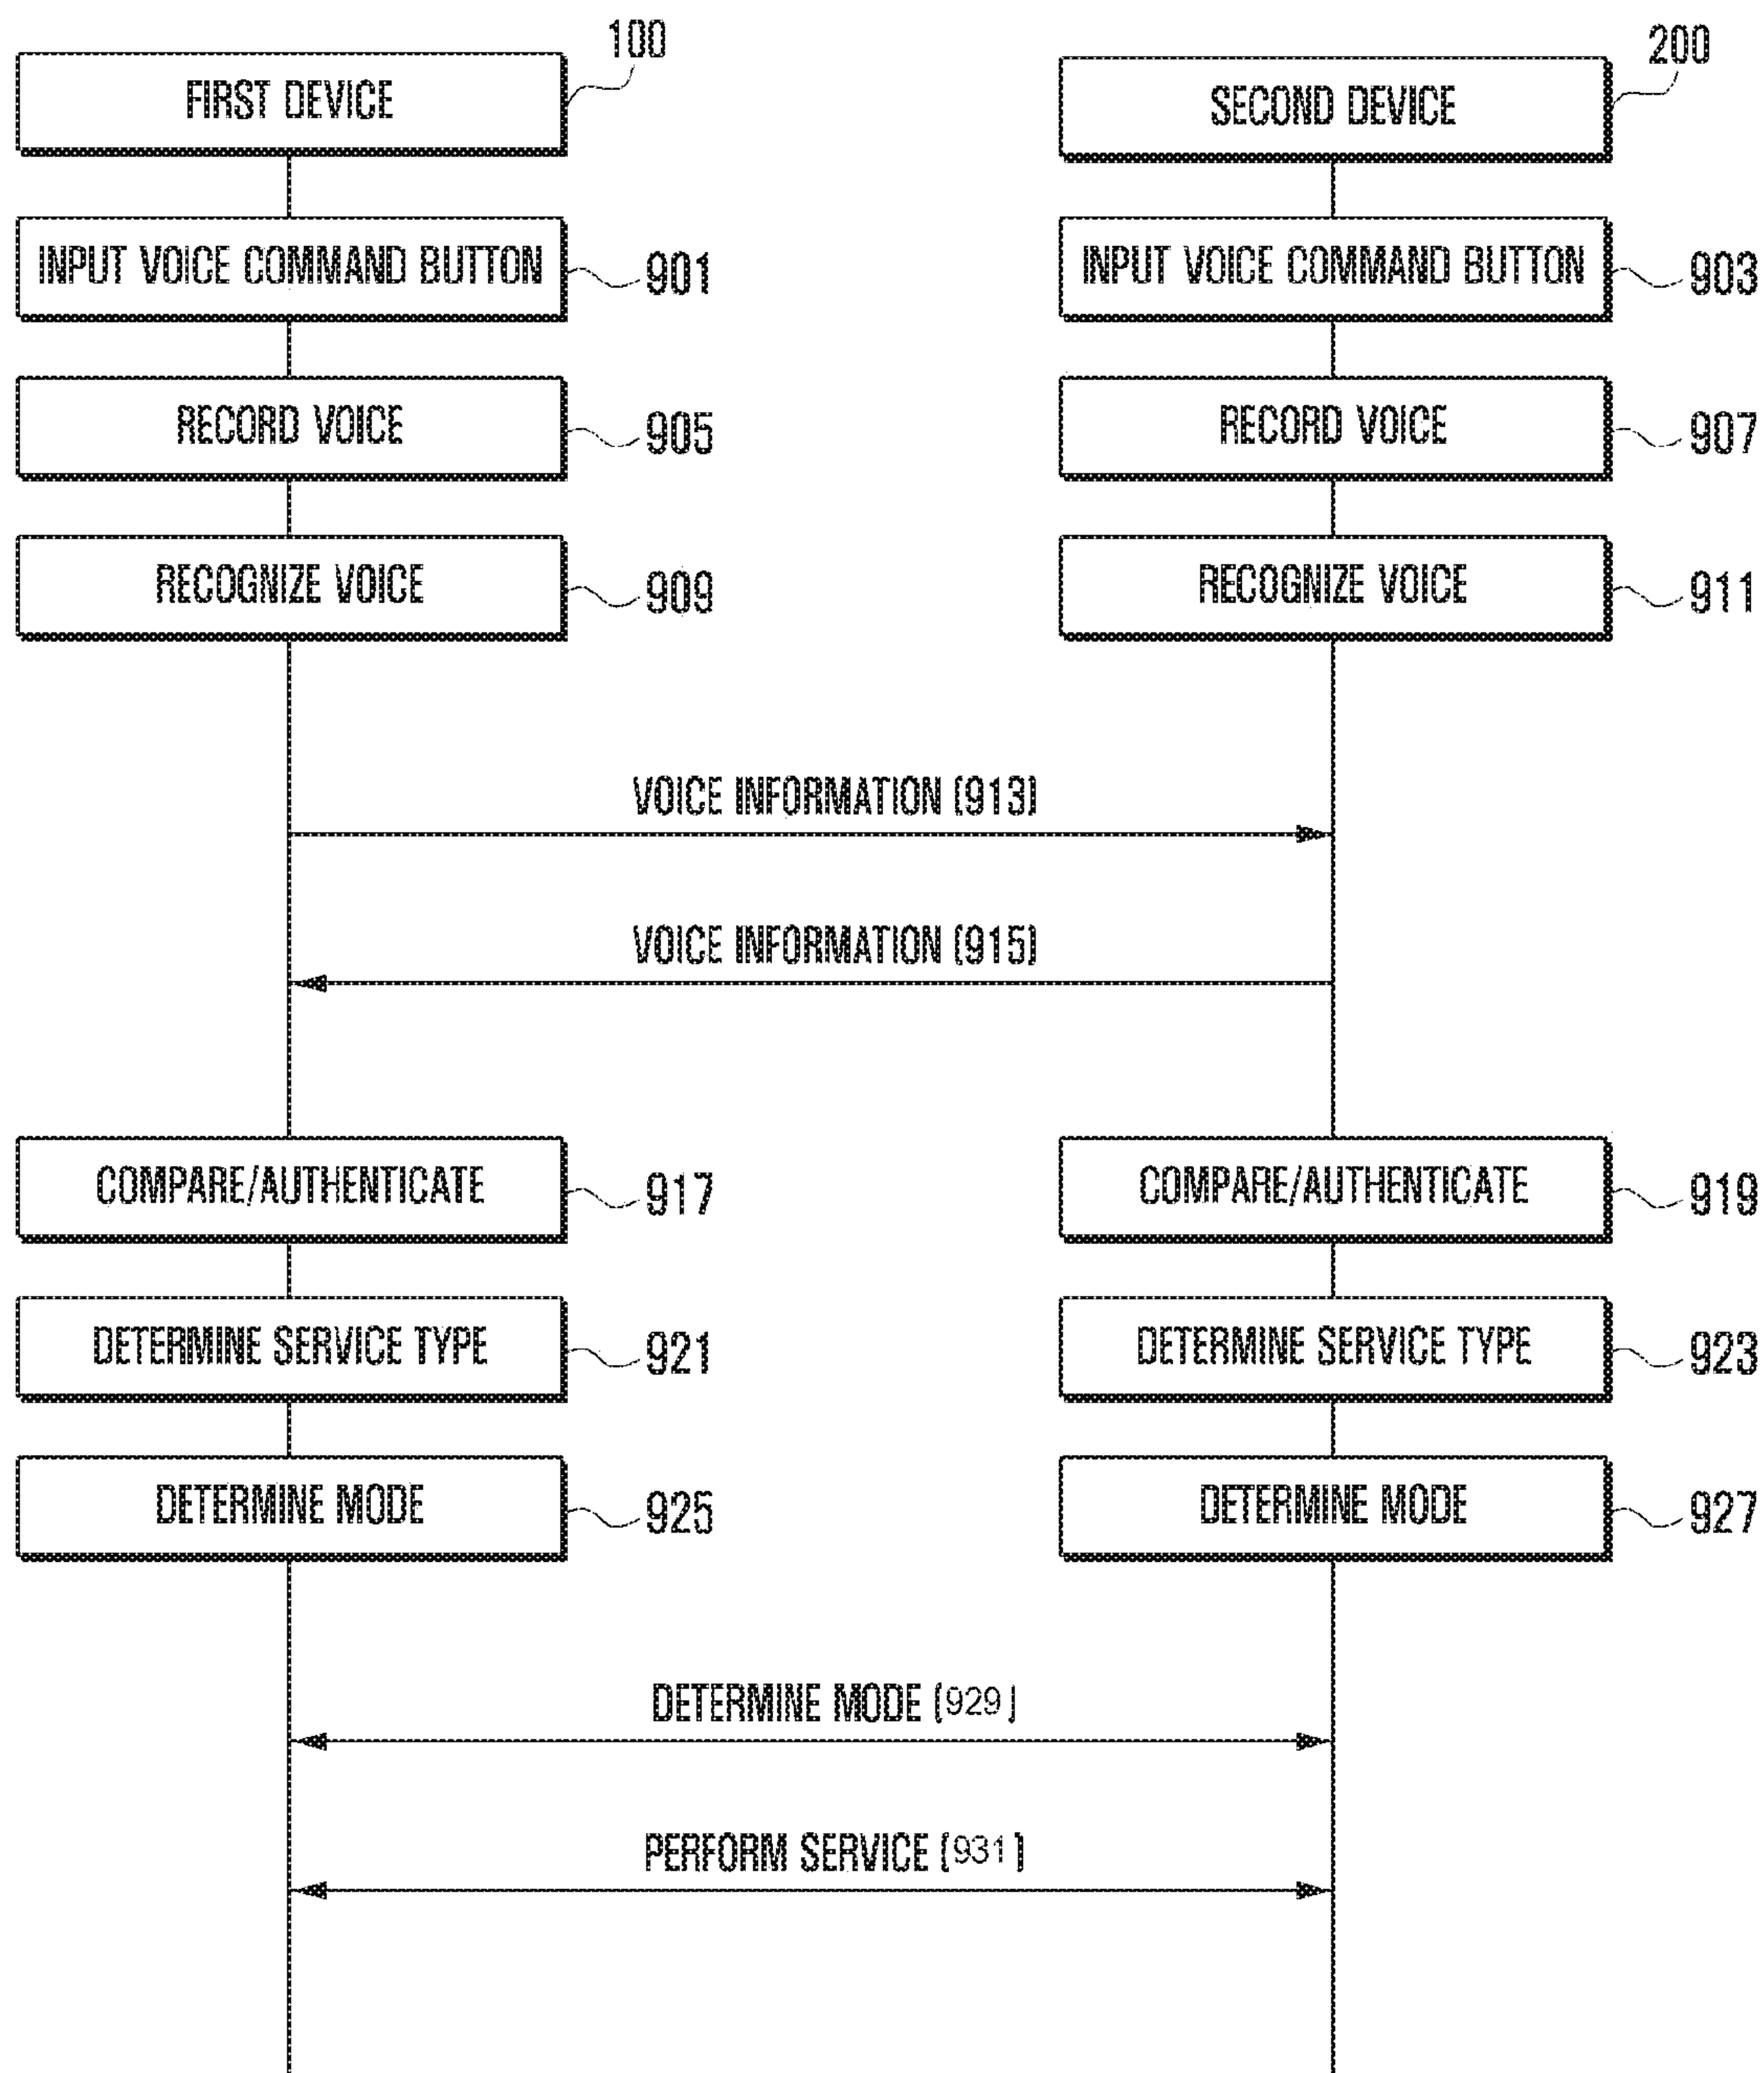 100
200
FIRST DEVICE
SECOND DEVICE
INPUT VOICE COMMAND BUTTON
901
INPUT VOICE COMMAND BUTTON
903
RECORD VOICE
905
RECORD VOICE
907
RECOGNIZE VOICE
909
RECOGNIZE VOICE
911
VOICE INFORMATION (913)
VOICE INFORMATION (915)
COMPARE/AUTHENTICATE
917
COMPARE/AUTHENTICATE
919
DETERMINE SERVICE TYPE
921
DETERMINE SERVICE TYPE
923
DETERMINE MODE
925
DETERMINE MODE
927
DETERMINE MODE (929)
PERFORM SERVICE (931)